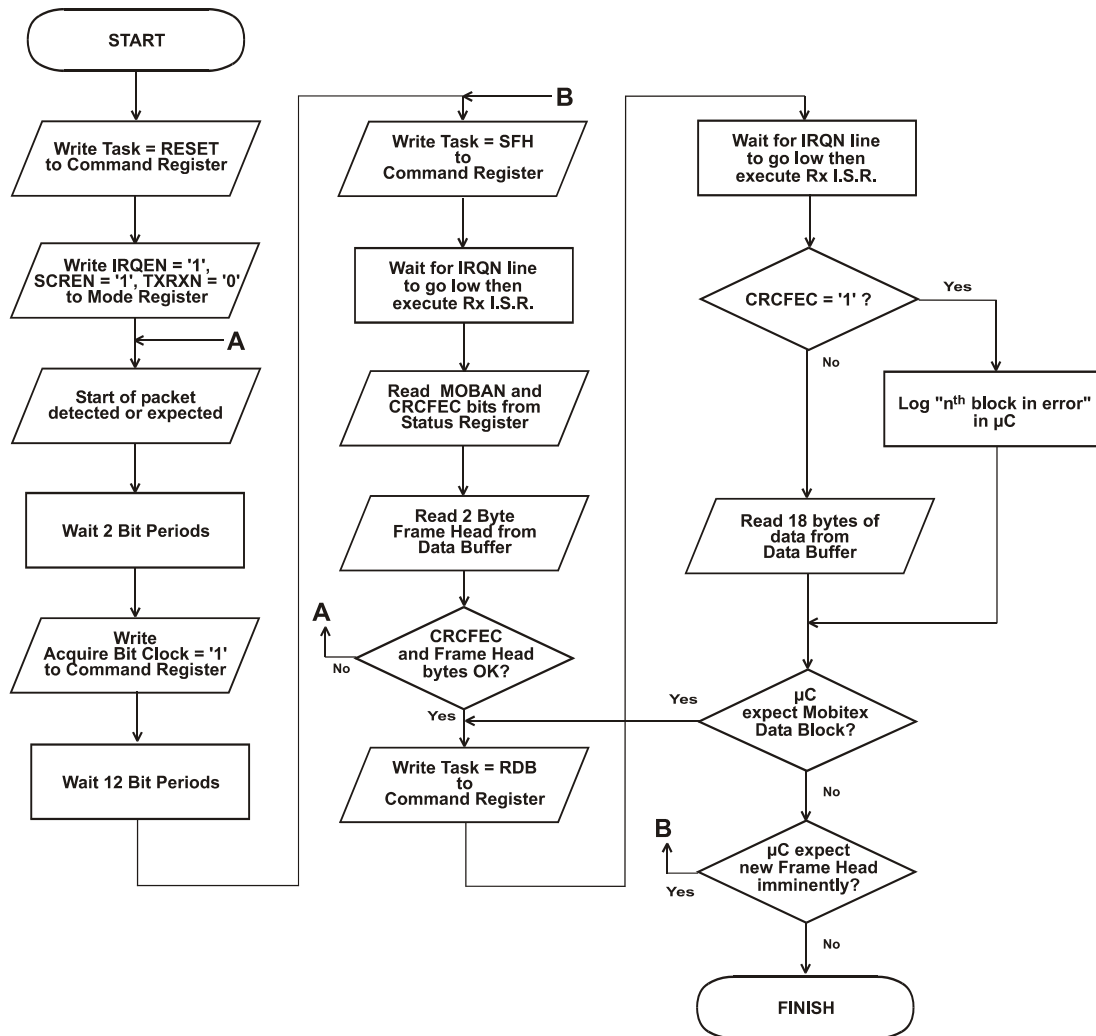 START
Write Task = RESET
to Command Register
Write IRQEN = '1',
SCREN = '1', TXRXN = '0'
to Mode Register
A
Start of packet
detected or expected
Wait 2 Bit Periods
Write
Acquire Bit Clock = '1'
to Command Register
Wait 12 Bit Periods
B
Write Task = SFH
to
Command Register
Wait for IRQN line
to go low then
execute Rx I.S.R.
Read MOBAN and
CRCFEC bits from
Status Register
Read 2 Byte
Frame Head from
Data Buffer
A
No
CRCFEC
and Frame Head
bytes OK?
Yes
Write Task = RDB
to
Command Register
Wait for IRQN line
to go low then
execute Rx I.S.R.
CRCFEC = '1' ?
Yes
No
Log "nth block in error"
in µC
Read 18 bytes of
data from
Data Buffer
Yes
µC
expect Mobitex
Data Block?
No
B
Yes
µC expect
new Frame Head
imminently?
No
FINISH